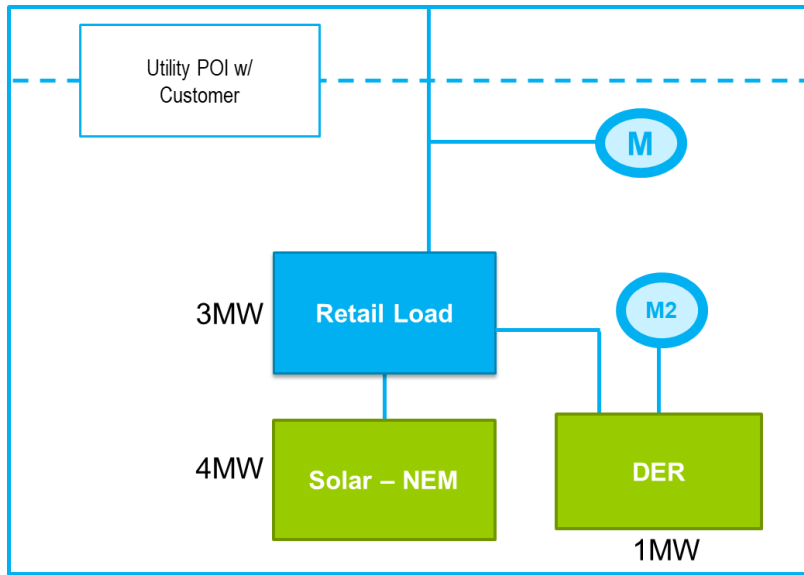 Utility POI w/
Customer
M
3MW
Retail Load
M2
4MW
Solar – NEM
DER
1MW